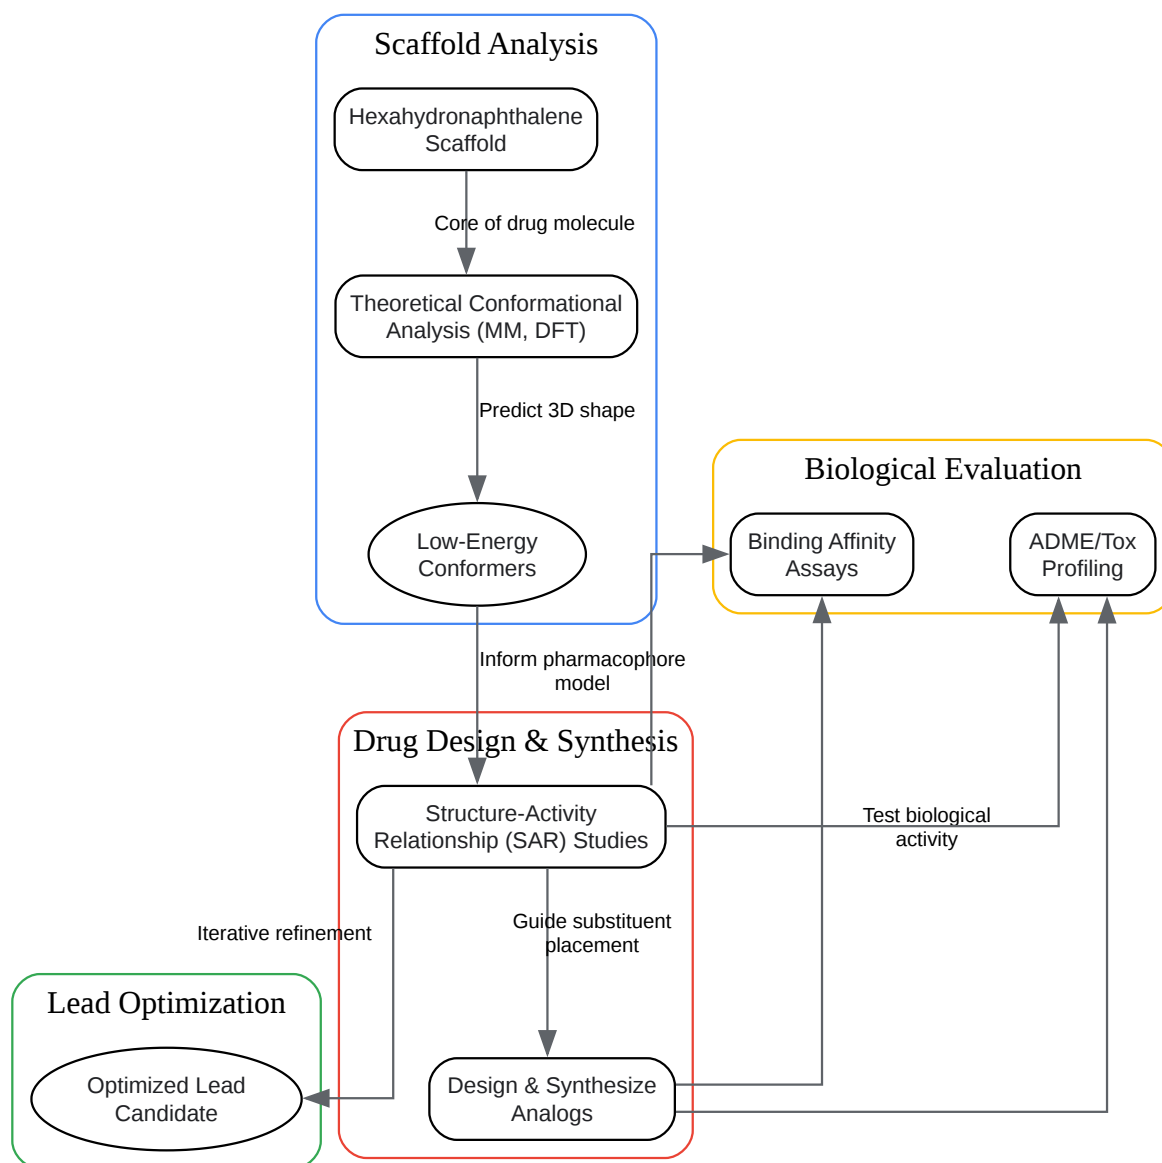 Scaffold Analysis
Hexahydronaphthalene
Scaffold
Core of drug molecule
Theoretical Conformational
Analysis (MM, DFT)
Predict 3D shape
Low-Energy
Conformers
Biological Evaluation
Binding Affinity
Assays
ADME/Tox
Profiling
Inform pharmacophore
model
Drug Design & Synthesis
Structure-Activity
Relationship (SAR) Studies
Test biological
activity
Iterative refinement
Guide substituent
placement
Lead Optimization
Optimized Lead
Candidate
Design & Synthesize
Analogs